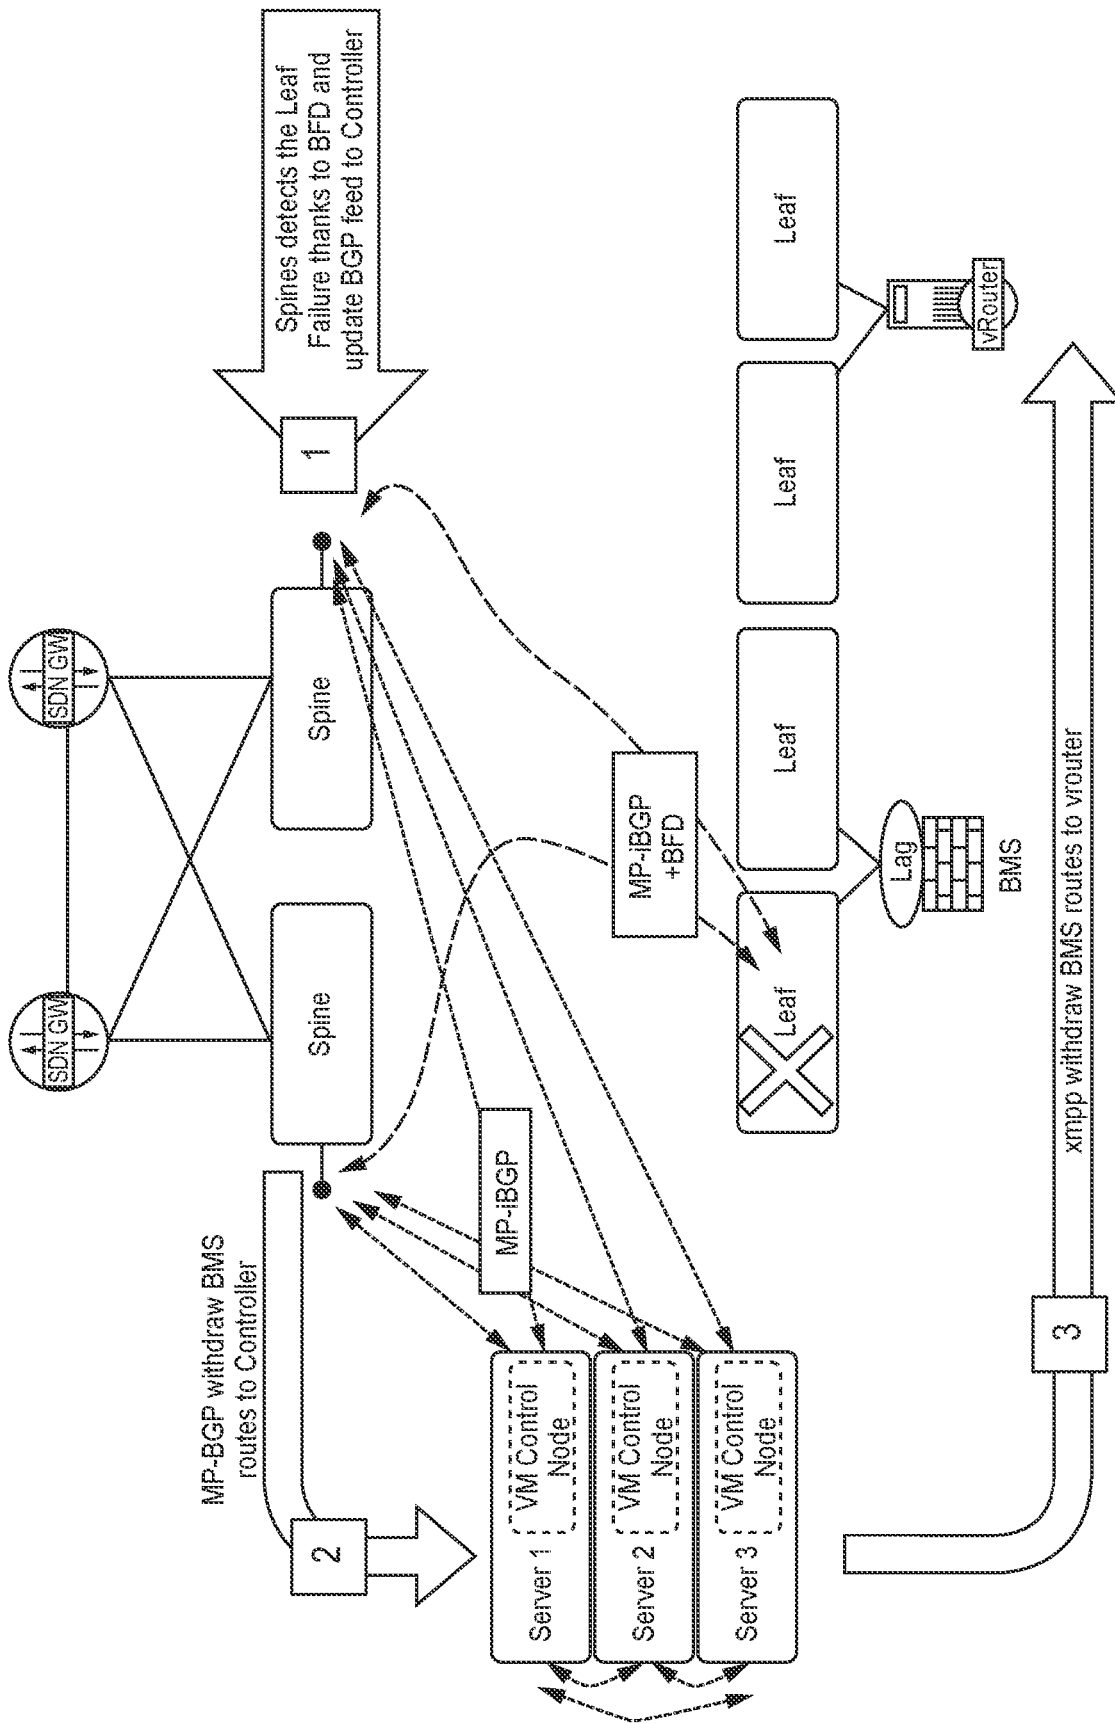 SDN GW
SDN GW
MP-BGP withdraw BMS
routes to Controller
2
Spine
Spine
1
Spines detects the Leaf
Failure thanks to BFD and
update BGP feed to Controller
MP-iBGP
MP-iBGP
+BFD
Server 1
VM Control
Node
Server 2
VM Control
Node
Server 3
VM Control
Node
Leaf
Leaf
Leaf
Leaf
Lag
BMS
vRouter
3
xmpp withdraw BMS routes to vrouter